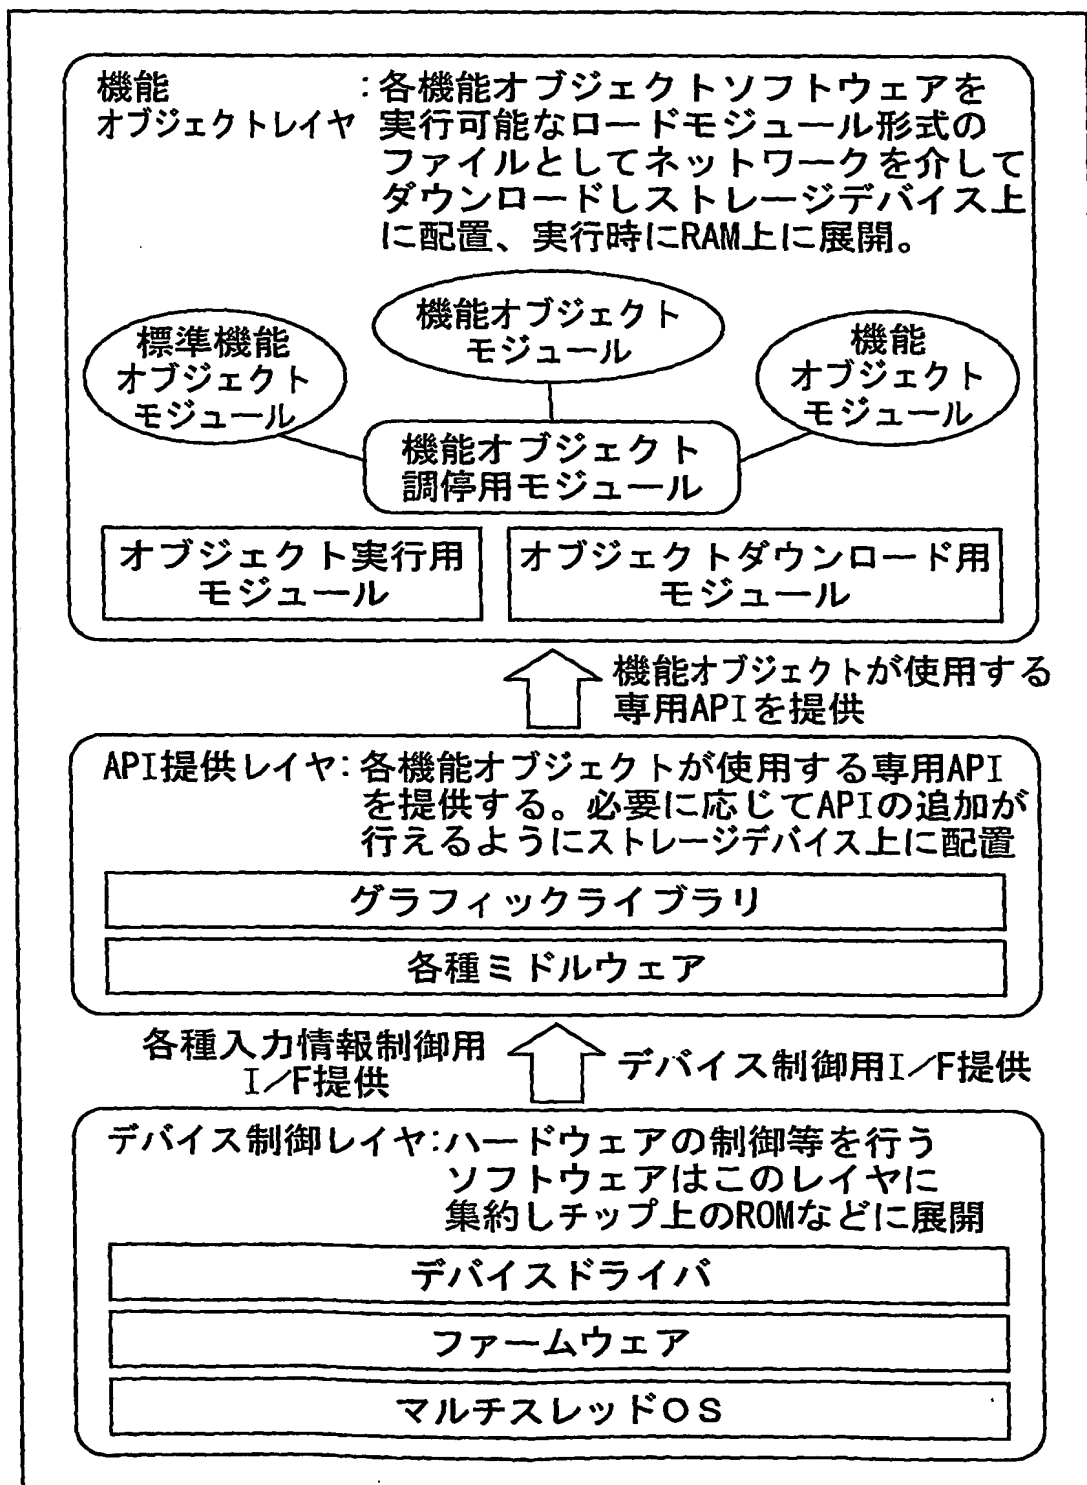 機能
オブジェクトレイヤ
:各機能オブジェクトソフトウェアを
実行可能なロードモジュール形式の
ファイルとしてネットワークを介して
ダウンロードしストレージデバイス上
に配置、実行時にRAM上に展開。
標準機能
オブジェクト
モジュール
機能オブジェクト
モジュール
機能
オブジェクト
モジュール
機能オブジェクト
調停用モジュール
オブジェクト実行用
モジュール
オブジェクトダウンロード用
モジュール
機能オブジェクトが使用する
専用APIを提供
API提供レイヤ:各機能オブジェクトが使用する専用API
を提供する。必要に応じてAPIの追加が
行えるようにストレージデバイス上に配置
グラフィックライブラリ
各種ミドルウェア
各種入力情報制御用
I/F提供
デバイス制御用I/F提供
デバイス制御レイヤ:ハードウェアの制御等を行う
ソフトウェアはこのレイヤに
集約しチップ上のROMなどに展開
デバイスドライバ
ファームウェア
マルチスレッドOS